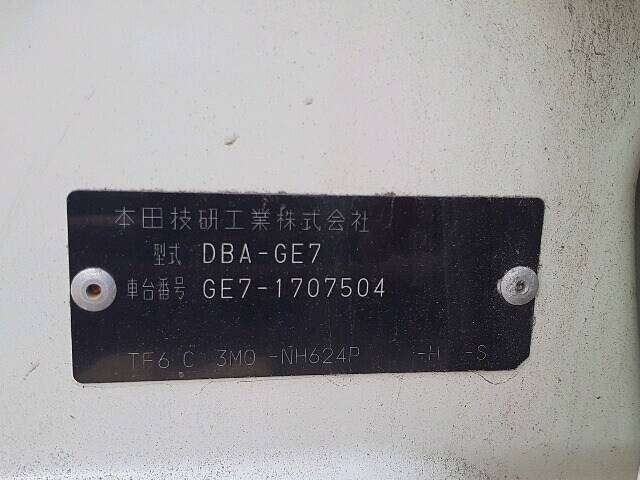 本田技研工業株式会社
型式 DBA-GE7
車台番号 GE7-1707504
TF6 C 3M0 -NH624P -H -S